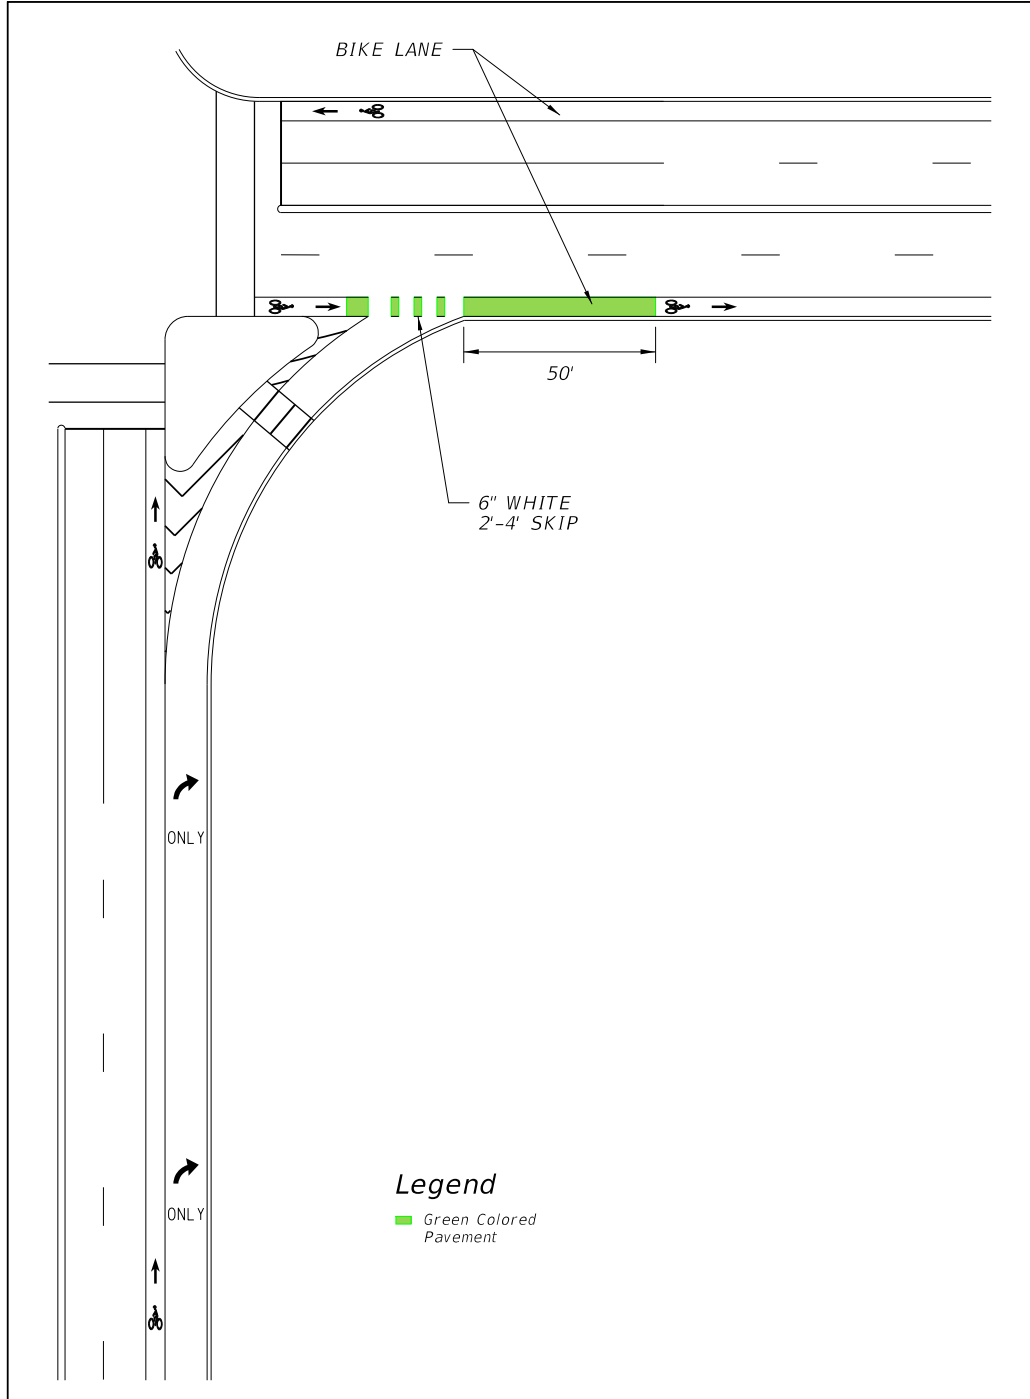 BIKE LANE
50'
6" WHITE
2'-4' SKIP
ONLY
ONLY
Legend
Green Colored
Pavement